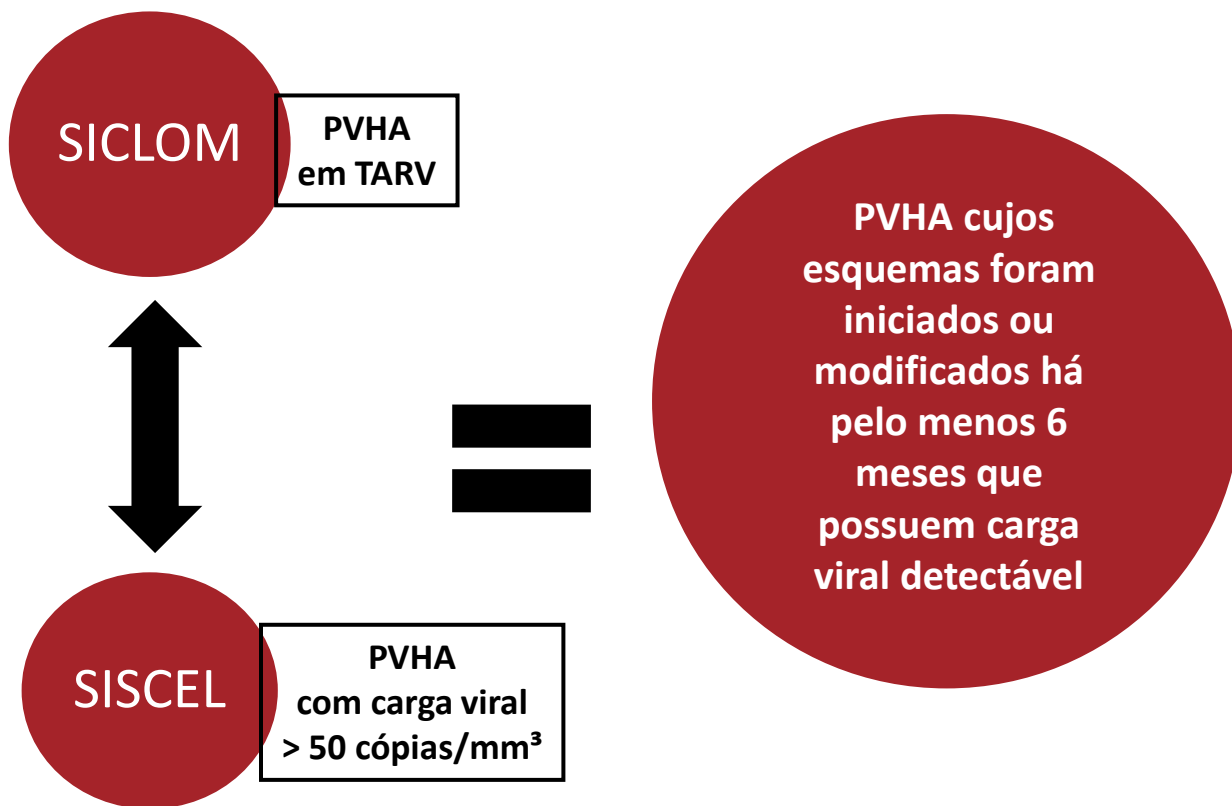 SICLOM
PVHA
em TARV
SISCEL
PVHA
com carga viral
> 50 cópias/mm³
PVHA cujos
esquemas foram
iniciados ou
modificados há
pelo menos 6
meses que
possuem carga
viral detectável